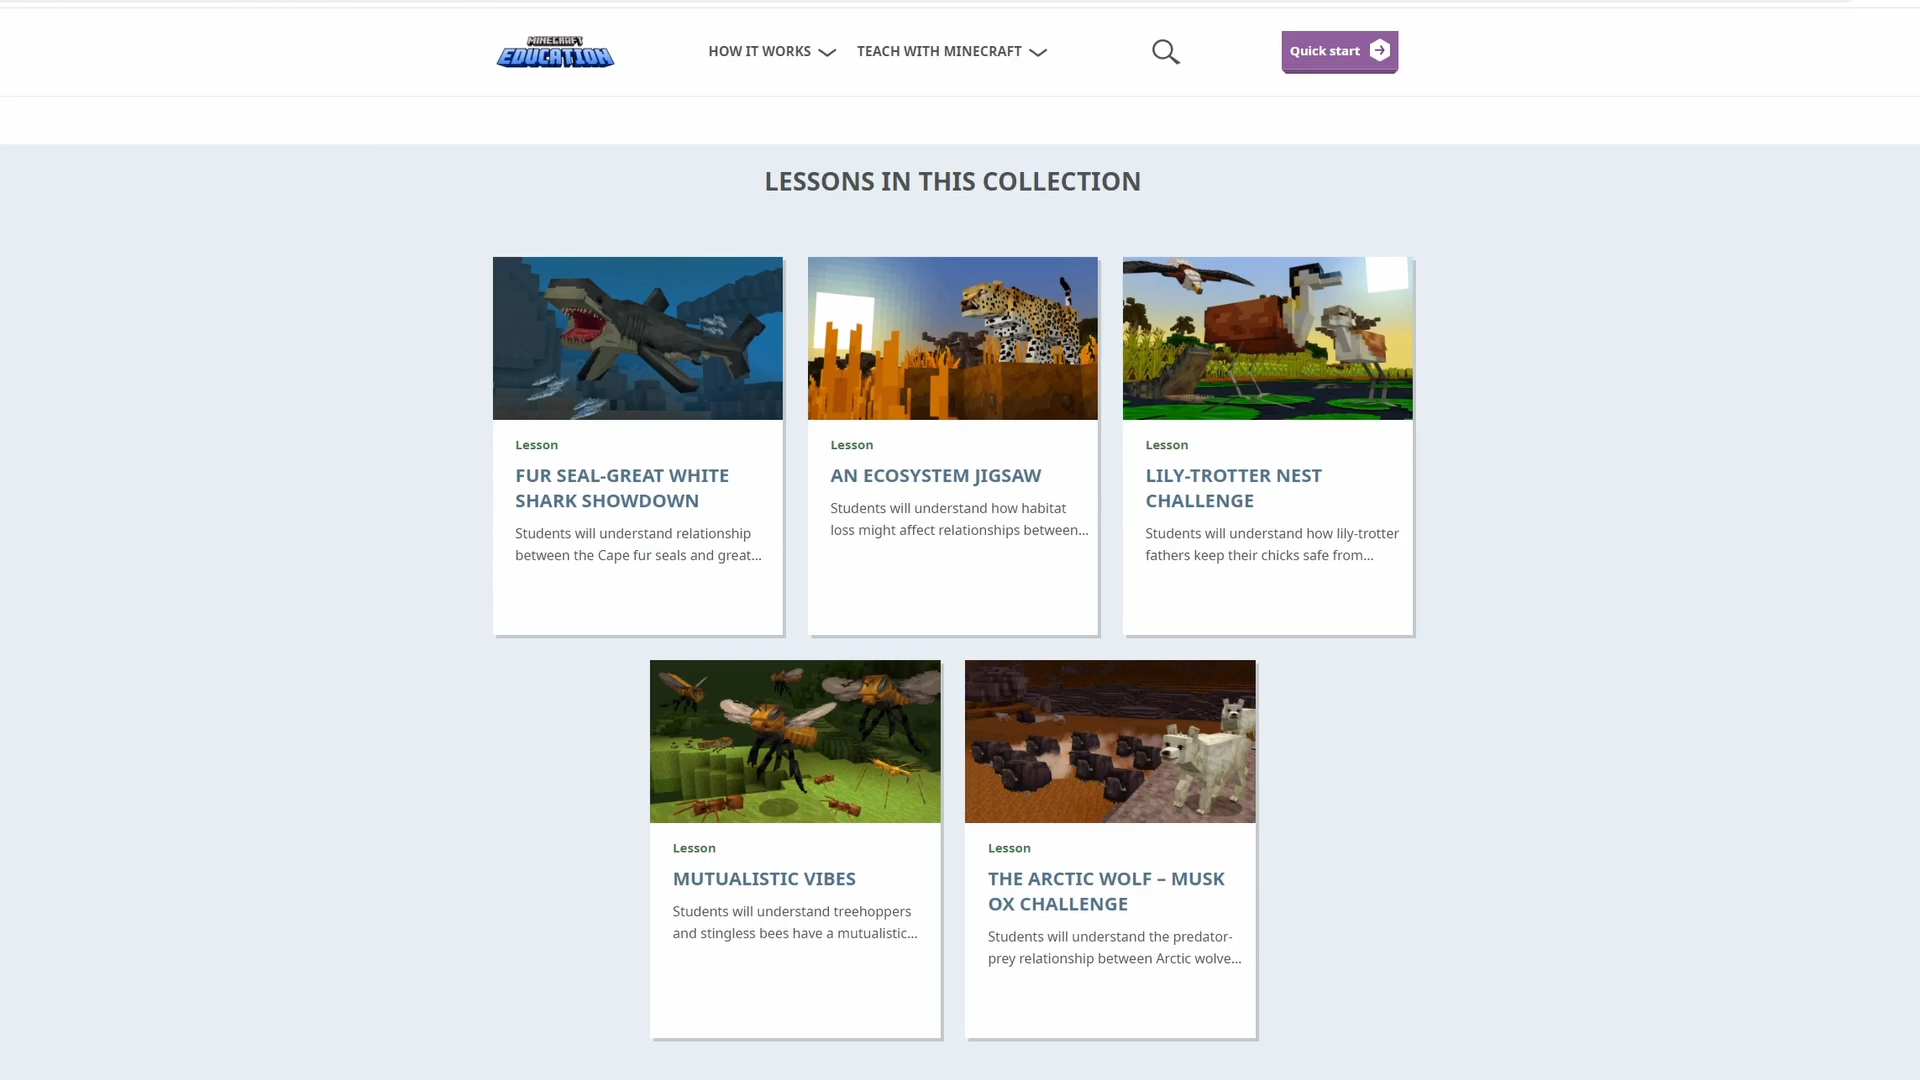 MINECRAFT
EDUCATION
HOW IT WORKS
TEACH WITH MINECRAFT
Quick start
LESSONS IN THIS COLLECTION
Lesson
FUR SEAL-GREAT WHITE
SHARK SHOWDOWN
Students will understand relationship
between the Cape fur seals and great...
Lesson
AN ECOSYSTEM JIGSAW
Students will understand how habitat
loss might affect relationships between...
Lesson
LILY-TROTTER NEST
CHALLENGE
Students will understand how lily-trotter
fathers keep their chicks safe from...
Lesson
MUTUALISTIC VIBES
Students will understand treehoppers
and stingless bees have a mutualistic...
Lesson
THE ARCTIC WOLF – MUSK
OX CHALLENGE
Students will understand the predator-
prey relationship between Arctic wolve...